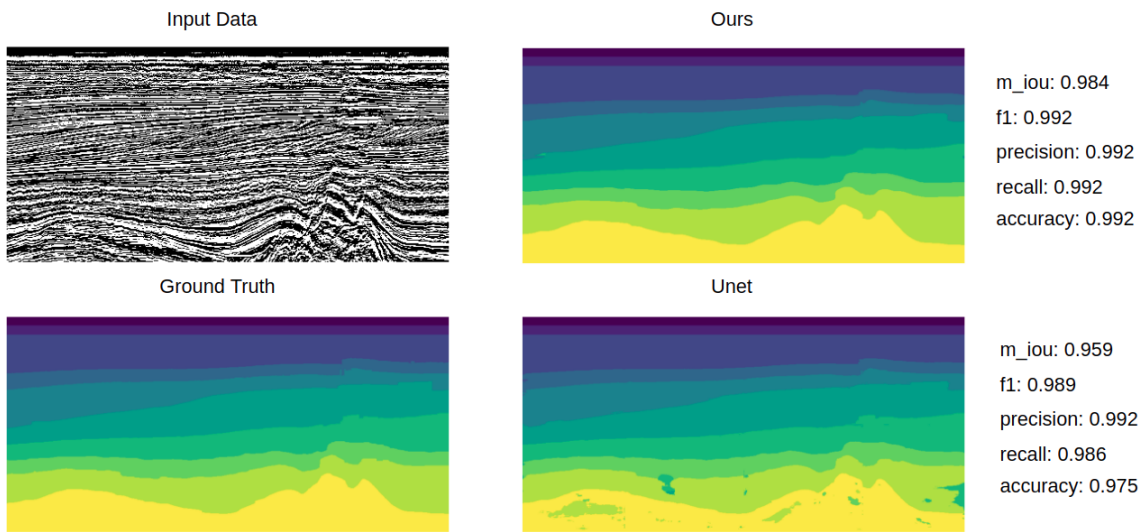 Input Data
Ours
m_iou: 0.984
f1: 0.992
precision: 0.992
recall: 0.992
accuracy: 0.992
Ground Truth
Unet
m_iou: 0.959
f1: 0.989
precision: 0.992
recall: 0.986
accuracy: 0.975